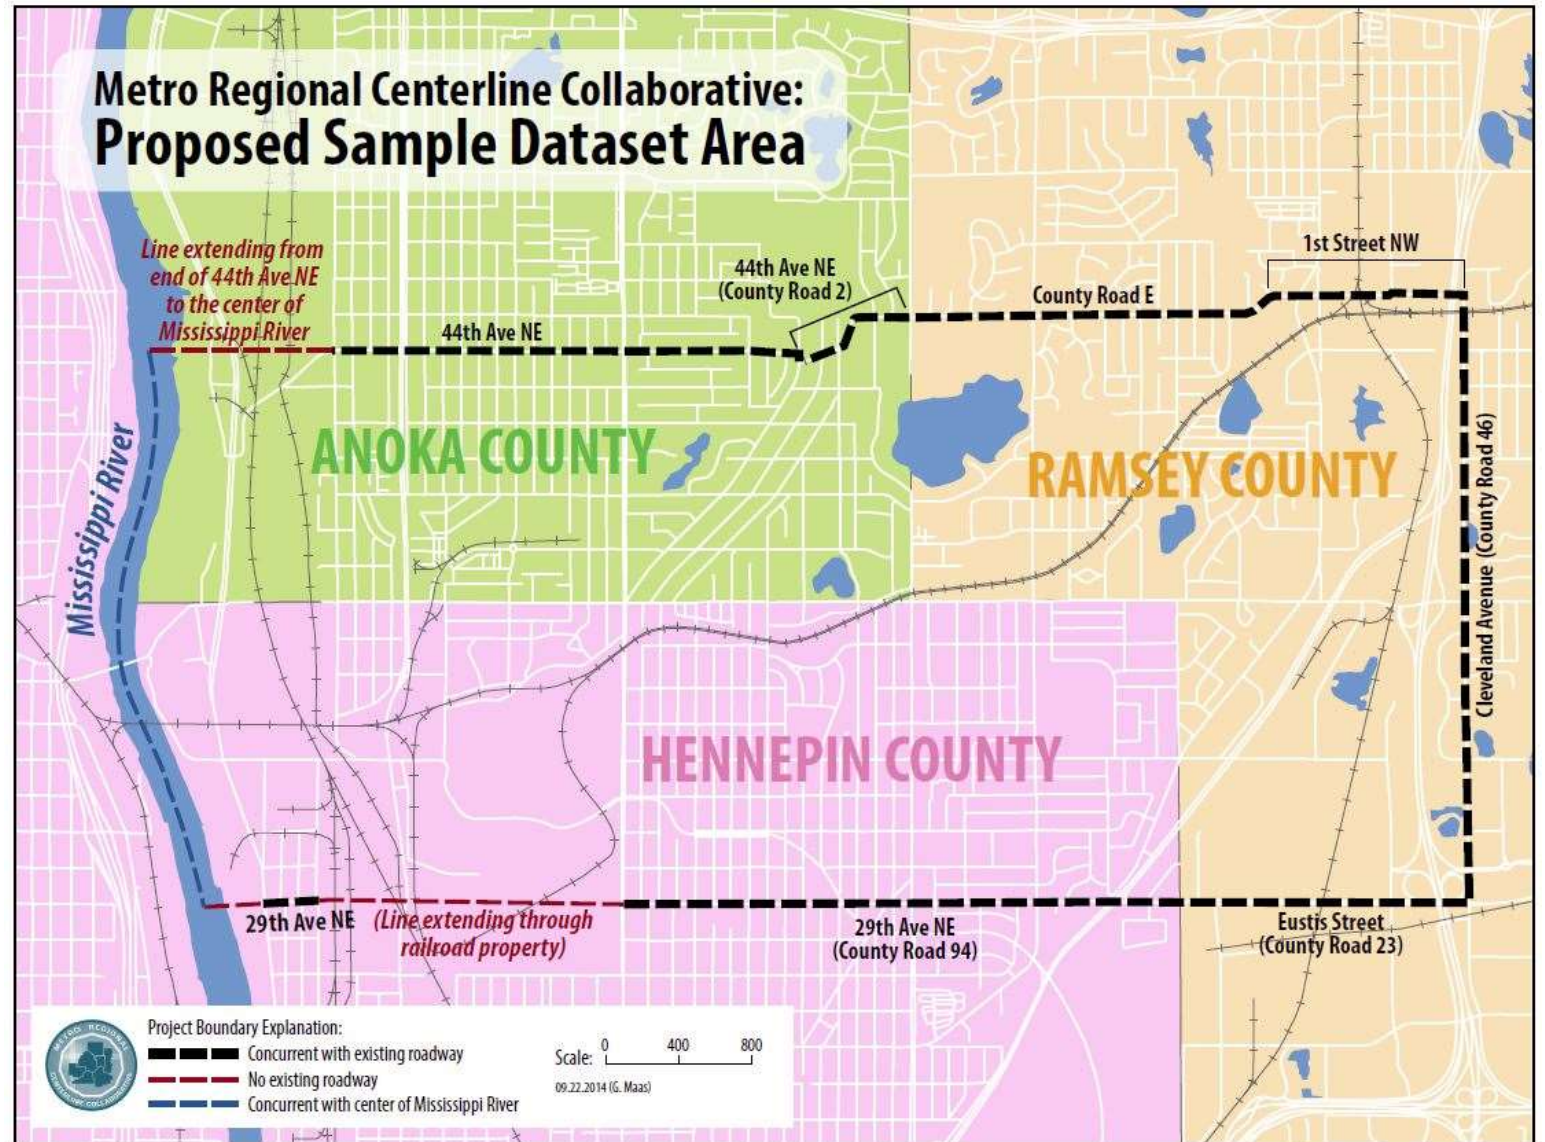 Metro Regional Centerline Collaborative:
Proposed Sample Dataset Area
Line extending from
end of 44th Ave NE
to the center of
Mississippi River
44th Ave NE
44th Ave NE
(County Road 2)
County Road E
1st Street NW
ANOKA COUNTY
RAMSEY COUNTY
Mississippi River
Cleveland Avenue (County Road 46)
HENNEPIN COUNTY
29th Ave NE
(Line extending through
railroad property)
29th Ave NE
(County Road 94)
Eustis Street
(County Road 23)
METRO REGIONAL
CENTERLINE COLLABORATIVE
Project Boundary Explanation:
Concurrent with existing roadway
No existing roadway
Concurrent with center of Mississippi River
Scale:
0 400 800
09.22.2014 (G. Maas)